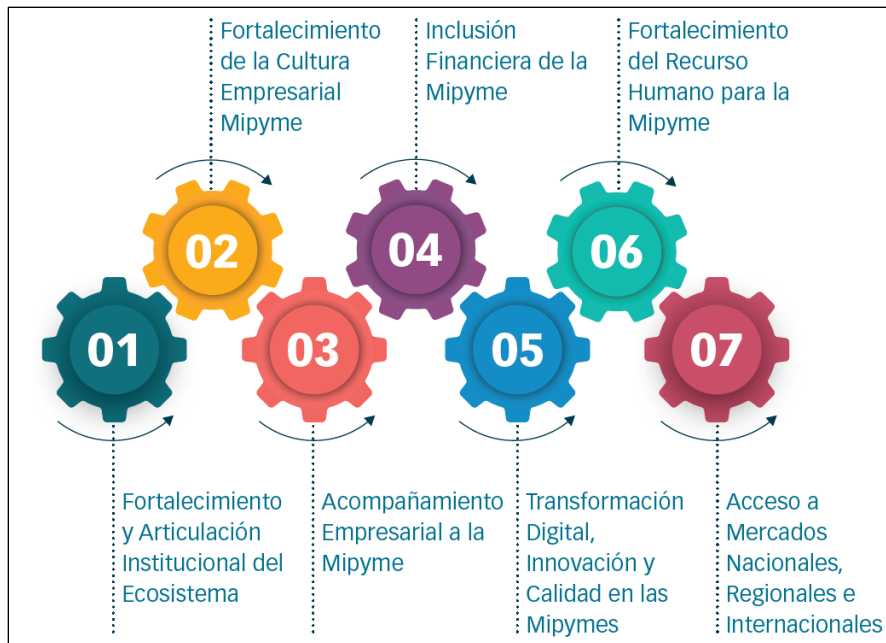 Fortalecimiento
de la Cultura
Empresarial
Mipyme
Inclusión
Financiera de la
Mipyme
Fortalecimiento
del Recurso
Humano para la
Mipyme
02
04
06
01
03
05
07
Fortalecimiento
y Articulación
Institucional del
Ecosistema
Acompañamiento
Empresarial a la
Mipyme
Transformación
Digital,
Innovación y
Calidad en las
Mipymes
Acceso a
Mercados
Nacionales,
Regionales e
Internacionales